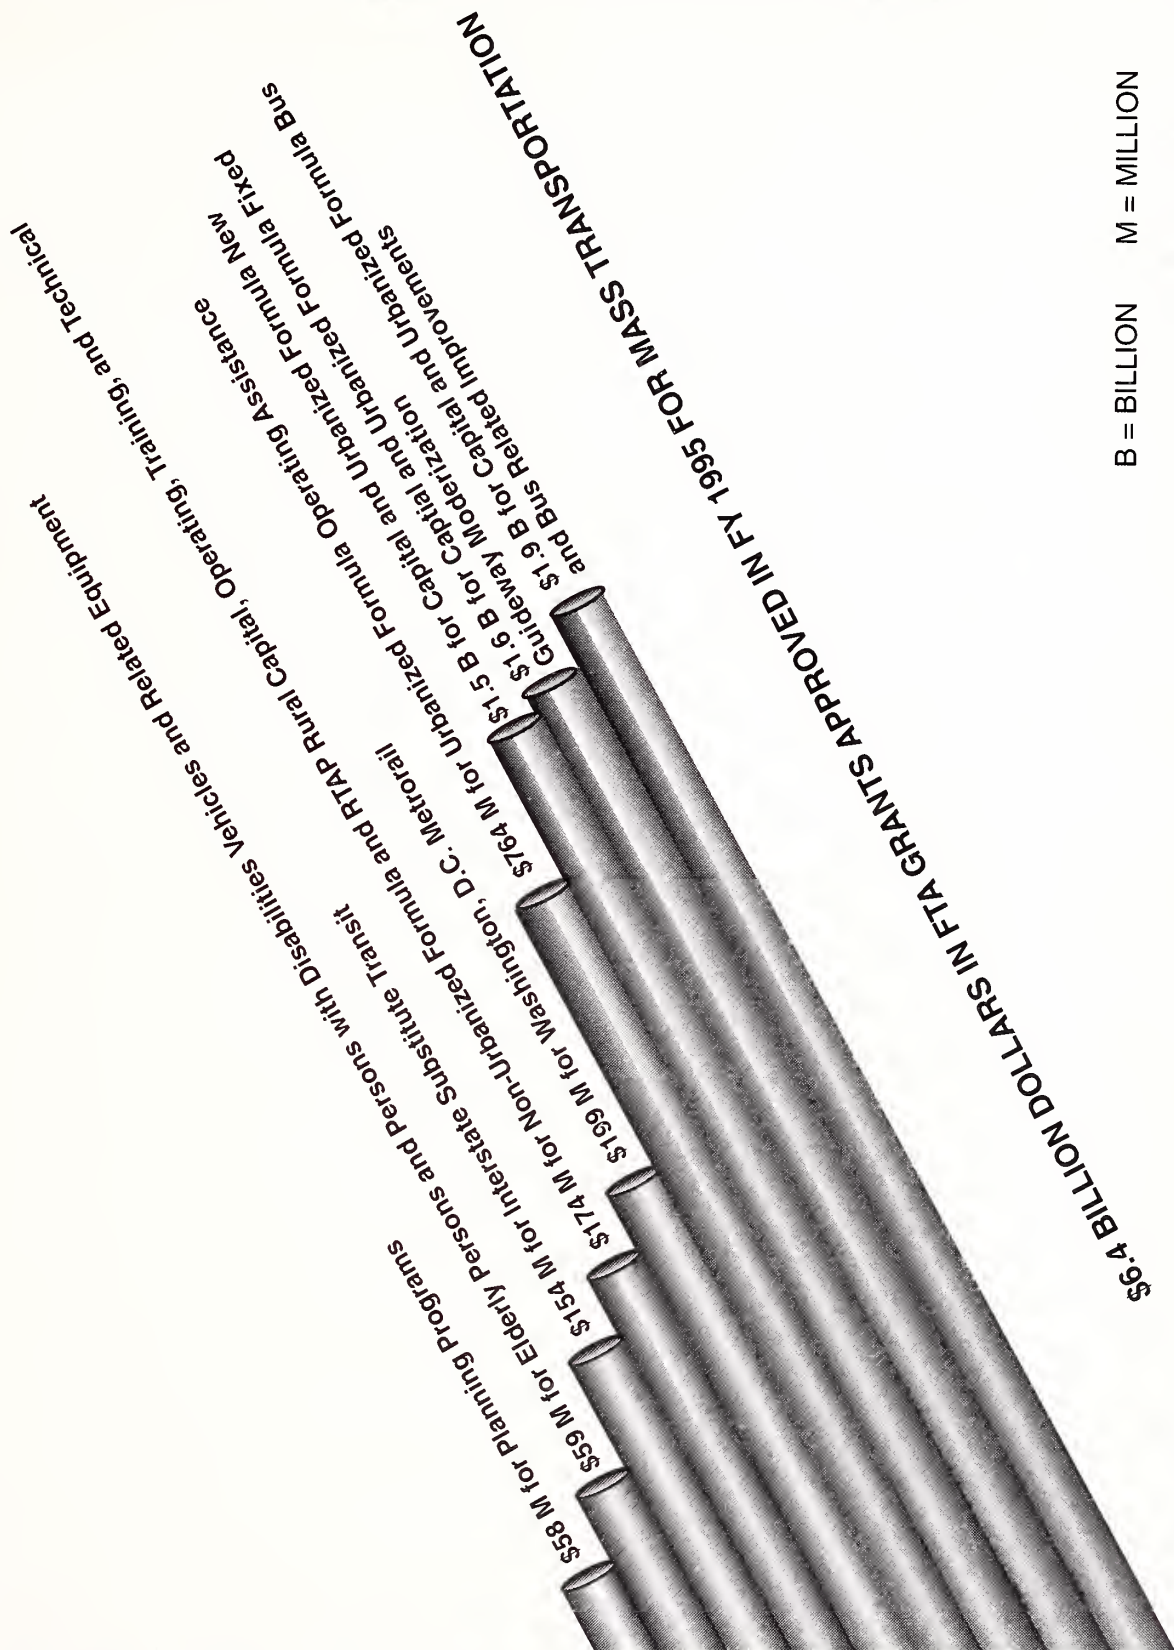 $58 M for Planning Programs
$59 M for Elderly Persons and Persons with Disabilities Vehicles and Related Equipment
$154 M for Interstate Substitute Transit
$174 M for Non-Urbanized Formula and RTAP Rural Capital, Operating, Training, and Technical
$199 M for Washington, D.C. Metrorail
$764 M for Urbanized Formula Operating Assistance
$1.5 B for Capital and Urbanized Formula New
$1.6 B for Captial and Urbanized Formula Fixed
Guideway Moderization
$1.9 B for Capital and Urbanized Formula Bus
and Bus Related Improvements
$6.4 BILLION DOLLARS IN FTA GRANTS APPROVED IN FY 1995 FOR MASS TRANSPORTATION
B = BILLION M = MILLION